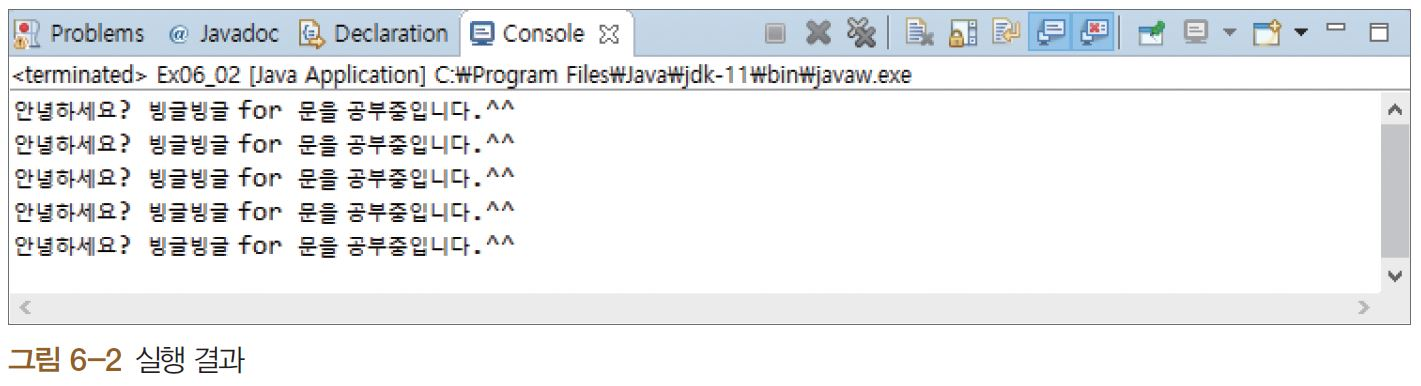 Problems @ Javadoc Declaration Console
<terminated> Ex06_02 [Java Application] C:₩Program Files₩Java₩jdk-11₩bin₩javaw.exe
안녕하세요? 빙글빙글 for 문을 공부중입니다.^^
안녕하세요? 빙글빙글 for 문을 공부중입니다.^^
안녕하세요? 빙글빙글 for 문을 공부중입니다.^^
안녕하세요? 빙글빙글 for 문을 공부중입니다.^^
안녕하세요? 빙글빙글 for 문을 공부중입니다.^^
그림 6-2 실행 결과